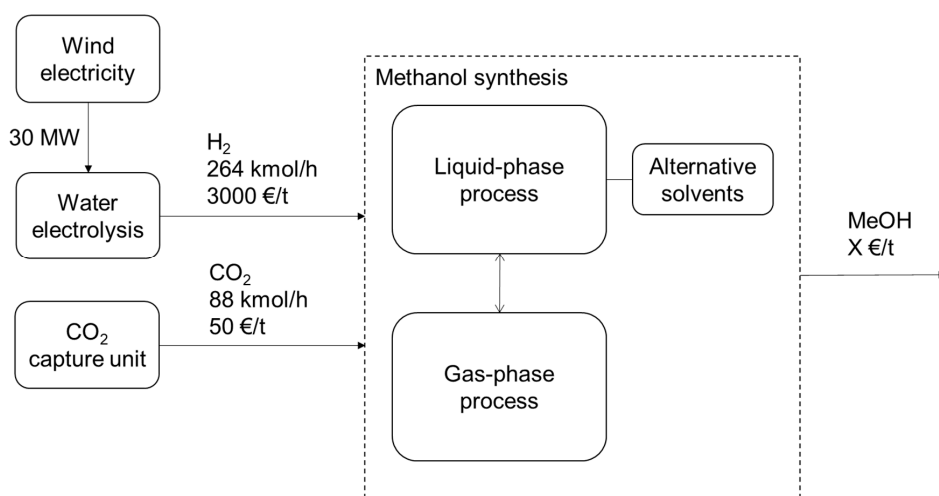 Wind
electricity
30 MW
Water
electrolysis
H₂
264 kmol/h
3000 €/t
CO₂
capture unit
CO₂
88 kmol/h
50 €/t
Methanol synthesis
Liquid-phase
process
Alternative
solvents
Gas-phase
process
MeOH
X €/t